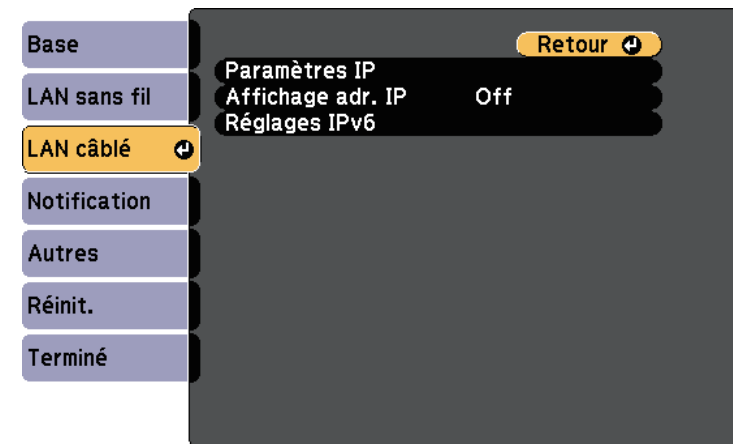 Base
LAN sans fil
LAN câblé
Notification
Autres
Réinit.
Terminé
Retour
Paramètres IP
Affichage adr. IP Off
Réglages IPv6